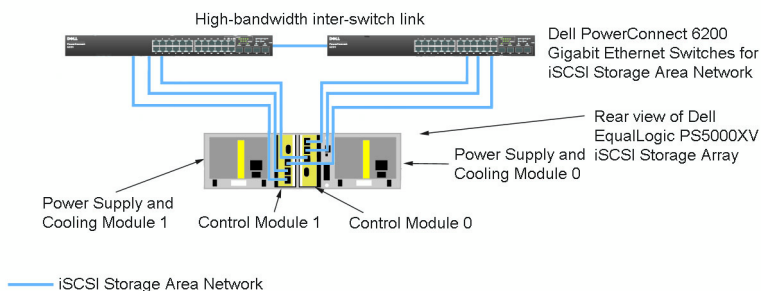 High-bandwidth inter-switch link
DELL
DELL
Dell PowerConnect 6200
Gigabit Ethernet Switches for
iSCSI Storage Area Network
Rear view of Dell
EqualLogic PS5000XV
iSCSI Storage Array
Power Supply and
Cooling Module 0
Power Supply and
Cooling Module 1
Control Module 1
Control Module 0
iSCSI Storage Area Network